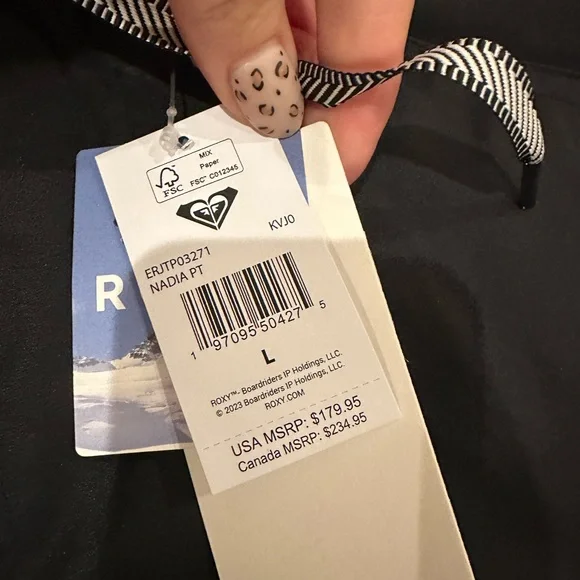 MIX
Paper
FSC
FSC™ C012345
KVJ0
ERJTP03271
NADIA PT
1 97095 50427 5
L
ROXY™- Boardriders IP Holdings, LLC.
© 2023 Boardriders IP Holdings, LLC.
ROXY.COM
USA MSRP: $179.95
Canada MSRP: $234.95
R